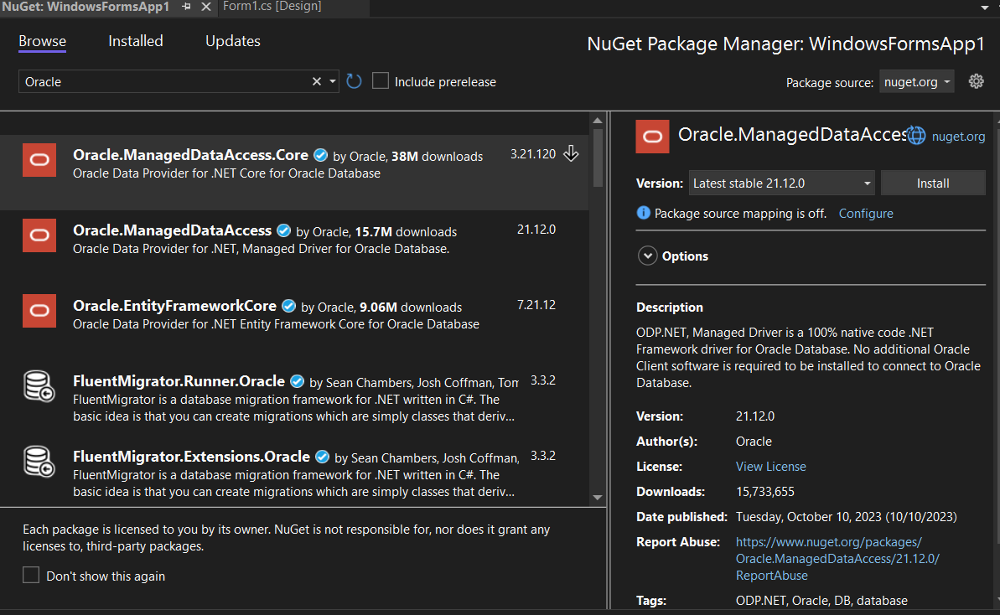 NuGet: WindowsFormsApp1
Form1.cs [Design]
Browse
Installed
Updates
NuGet Package Manager: WindowsFormsApp1
Oracle
Include prerelease
Package source:
nuget.org
Oracle.ManagedDataAccess.Core by Oracle, 38M downloads
3.21.120
Oracle Data Provider for .NET Core for Oracle Database
Oracle.ManagedDataAccess by Oracle, 15.7M downloads
21.12.0
Oracle Data Provider for .NET, Managed Driver for Oracle Database.
Oracle.EntityFrameworkCore by Oracle, 9.06M downloads
7.21.12
Oracle Data Provider for .NET Entity Framework Core for Oracle Database
FluentMigrator.Runner.Oracle by Sean Chambers, Josh Coffman, Tom
3.3.2
FluentMigrator is a database migration framework for .NET written in C#. The
basic idea is that you can create migrations which are simply classes that deriv...
FluentMigrator.Extensions.Oracle by Sean Chambers, Josh Coffman,
3.3.2
FluentMigrator is a database migration framework for .NET written in C#. The
basic idea is that you can create migrations which are simply classes that deriv...
Each package is licensed to you by its owner. NuGet is not responsible for, nor does it grant any
licenses to, third-party packages.
Don't show this again
Oracle.ManagedDataAcces
nuget.org
Version:
Latest stable 21.12.0
Install
Package source mapping is off. Configure
Options
Description
ODP.NET, Managed Driver is a 100% native code .NET
Framework driver for Oracle Database. No additional Oracle
Client software is required to be installed to connect to Oracle
Database.
Version: 21.12.0
Author(s): Oracle
License: View License
Downloads: 15,733,655
Date published: Tuesday, October 10, 2023 (10/10/2023)
Report Abuse: https://www.nuget.org/packages/
Oracle.ManagedDataAccess/21.12.0/
ReportAbuse
Tags: ODP.NET, Oracle, DB, database